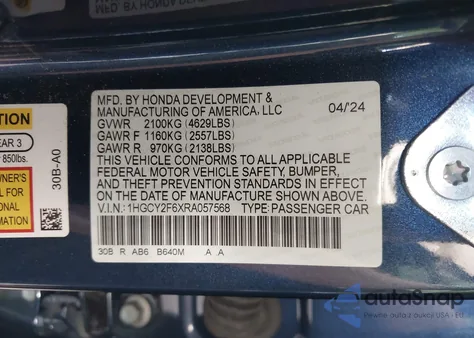 MFD. BY HONDA DEVELOPMENT &
MANUFACTURING OF AMERICA, LLC 04/24
GVWR 2100KG (4629LBS)
GAWR F 1160KG (2557LBS)
GAWR R 970KG (2138LBS)
THIS VEHICLE CONFORMS TO ALL APPLICABLE
FEDERAL MOTOR VEHICLE SAFETY, BUMPER,
AND THEFT PREVENTION STANDARDS IN EFFECT
ON THE DATE OF MANUFACTURE SHOWN ABOVE.
V.I.N.: 1HGCY2F6XRA057568 TYPE: PASSENGER CAR
30B R AB6 B640M A A
30B-A0
TION
EAR 3
850lbs.
WNER'S
L FOR
TIONAL
ATION
autoSnap